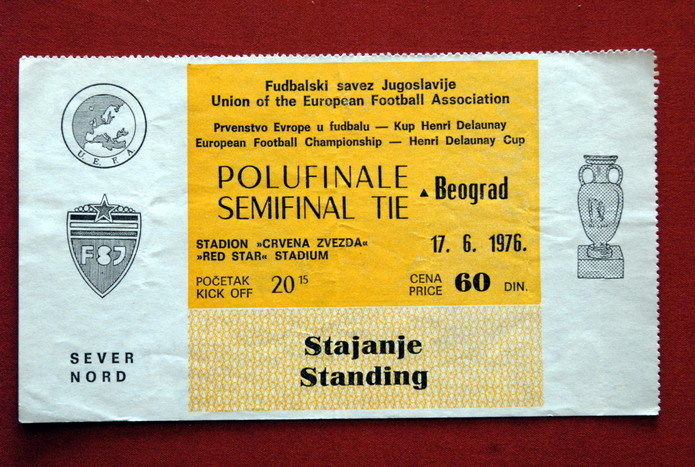 UEFA
FSJ
SEVER
NORD
Fudbalski savez Jugoslavije
Union of the European Football Association
Prvenstvo Evrope u fudbalu — Kup Henri Delaunay
European Football Championship — Henri Delaunay Cup
POLUFINALE
SEMIFINAL TIE
▲ Beograd
STADION »CRVENA ZVEZDA«
»RED STAR« STADIUM
17. 6. 1976.
POČETAK
KICK OFF
20 15
CENA
PRICE
60 DIN.
Stajanje
Standing